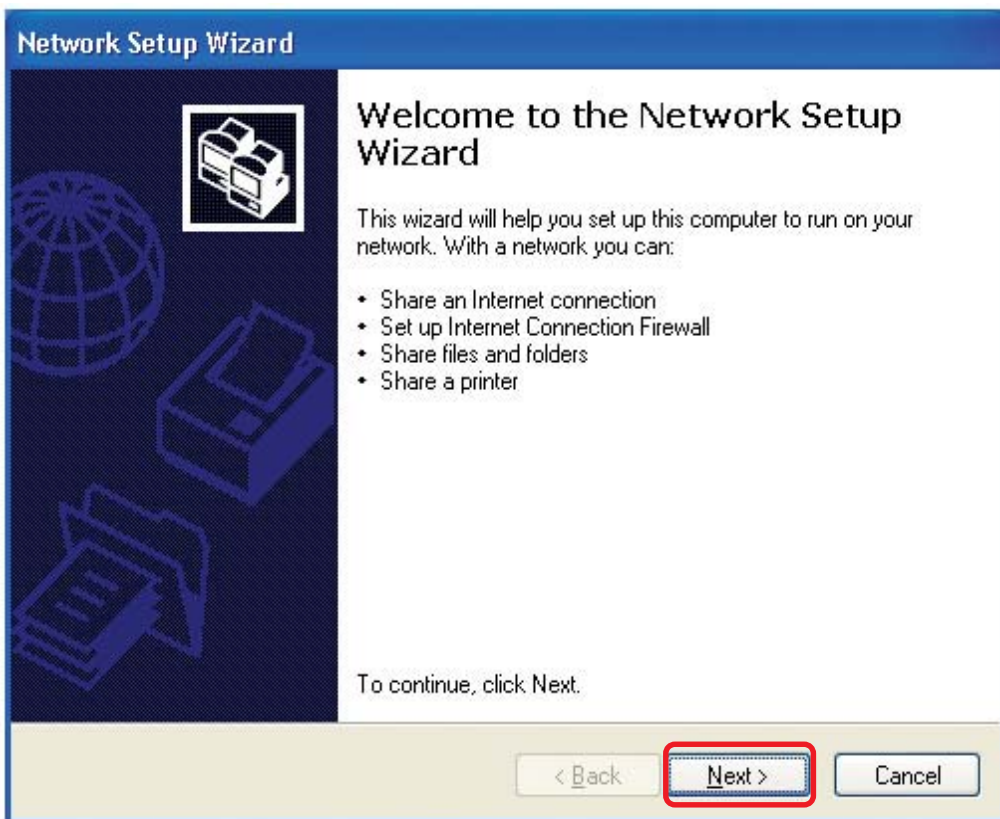 Network Setup Wizard
Welcome to the Network Setup
Wizard
This wizard will help you set up this computer to run on your
network. With a network you can:
• Share an Internet connection
• Set up Internet Connection Firewall
• Share files and folders
• Share a printer
To continue, click Next.
< Back Next > Cancel